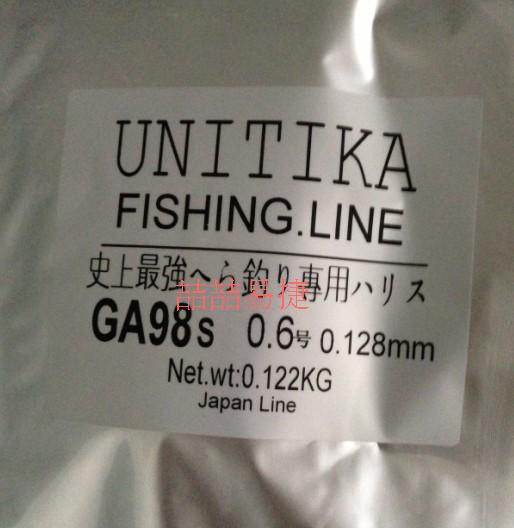 UNITIKA
FISHING.LINE
史上最強へら釣り專用ハリス
喆喆易捷
GA98s 0.6号 0.128mm
Net.wt:0.122KG
Japan Line